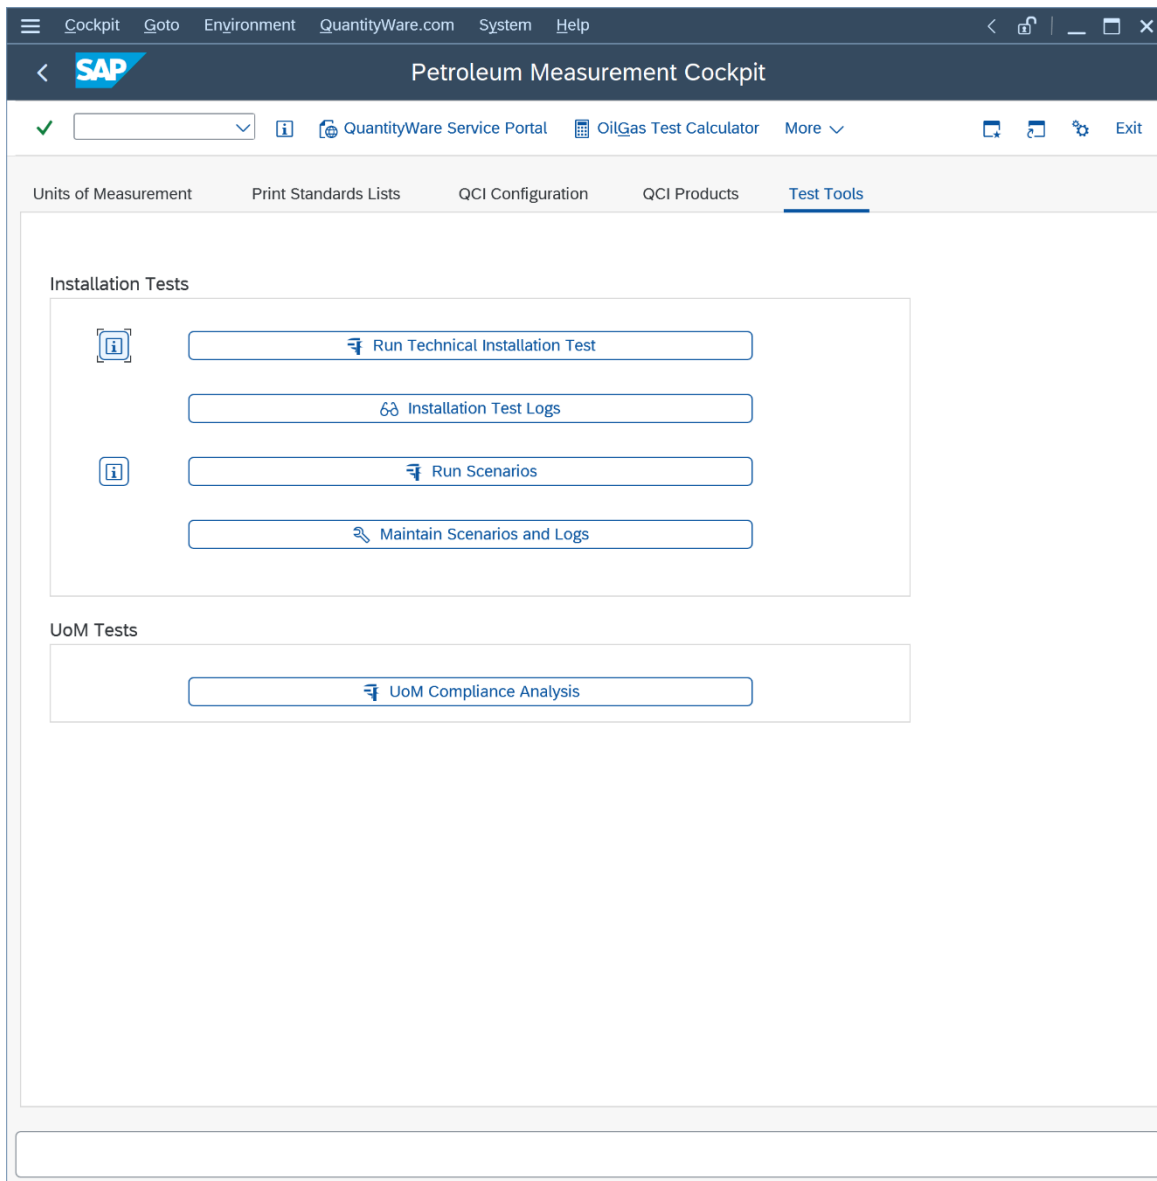 Cockpit Goto Environment QuantityWare.com System Help
SAP Petroleum Measurement Cockpit
QuantityWare Service Portal OilGas Test Calculator More Exit
Units of Measurement Print Standards Lists QCI Configuration QCI Products Test Tools
Installation Tests
Run Technical Installation Test
Installation Test Logs
Run Scenarios
Maintain Scenarios and Logs
UoM Tests
UoM Compliance Analysis